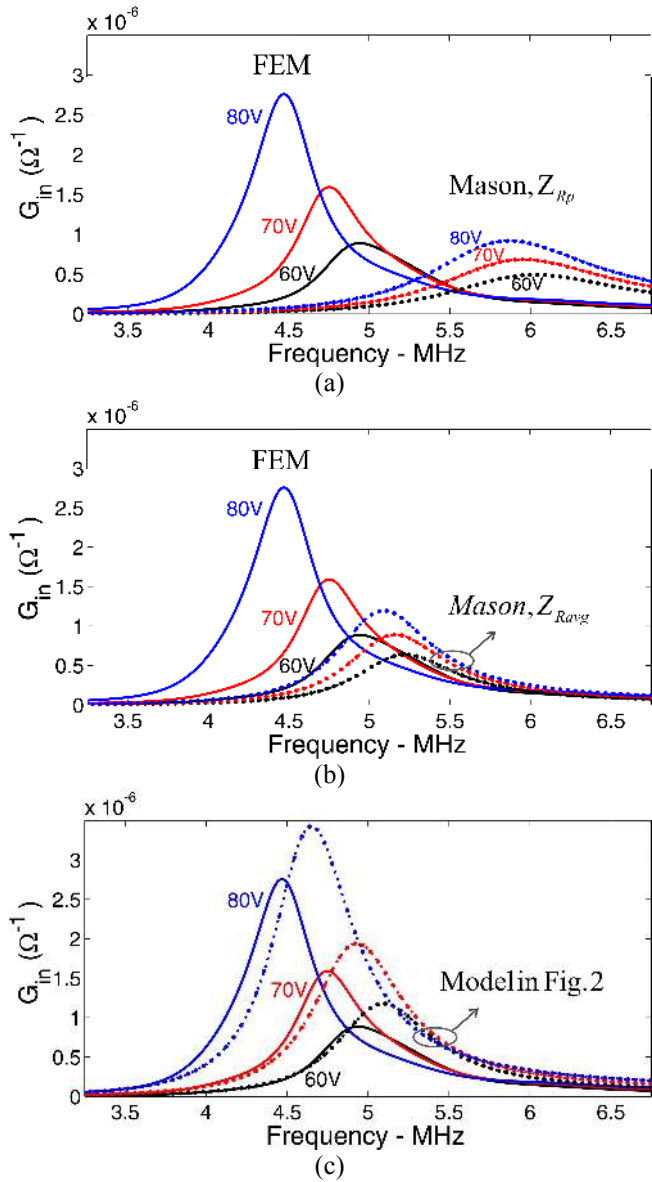 x 10⁻⁶
FEM
80V
70V
60V
Mason, Z_Rp
80V
70V
60V
G_in (Ω⁻¹)
3
2.5
2
1.5
1
0.5
0
3.5 4 4.5 5 5.5 6 6.5
Frequency - MHz
(a)
x 10⁻⁶
FEM
80V
70V
60V
Mason, Z_Ravg
G_in (Ω⁻¹)
3
2.5
2
1.5
1
0.5
0
3.5 4 4.5 5 5.5 6 6.5
Frequency - MHz
(b)
x 10⁻⁶
80V
70V
60V
Model in Fig.2
G_in (Ω⁻¹)
3
2.5
2
1.5
1
0.5
0
3.5 4 4.5 5 5.5 6 6.5
Frequency - MHz
(c)